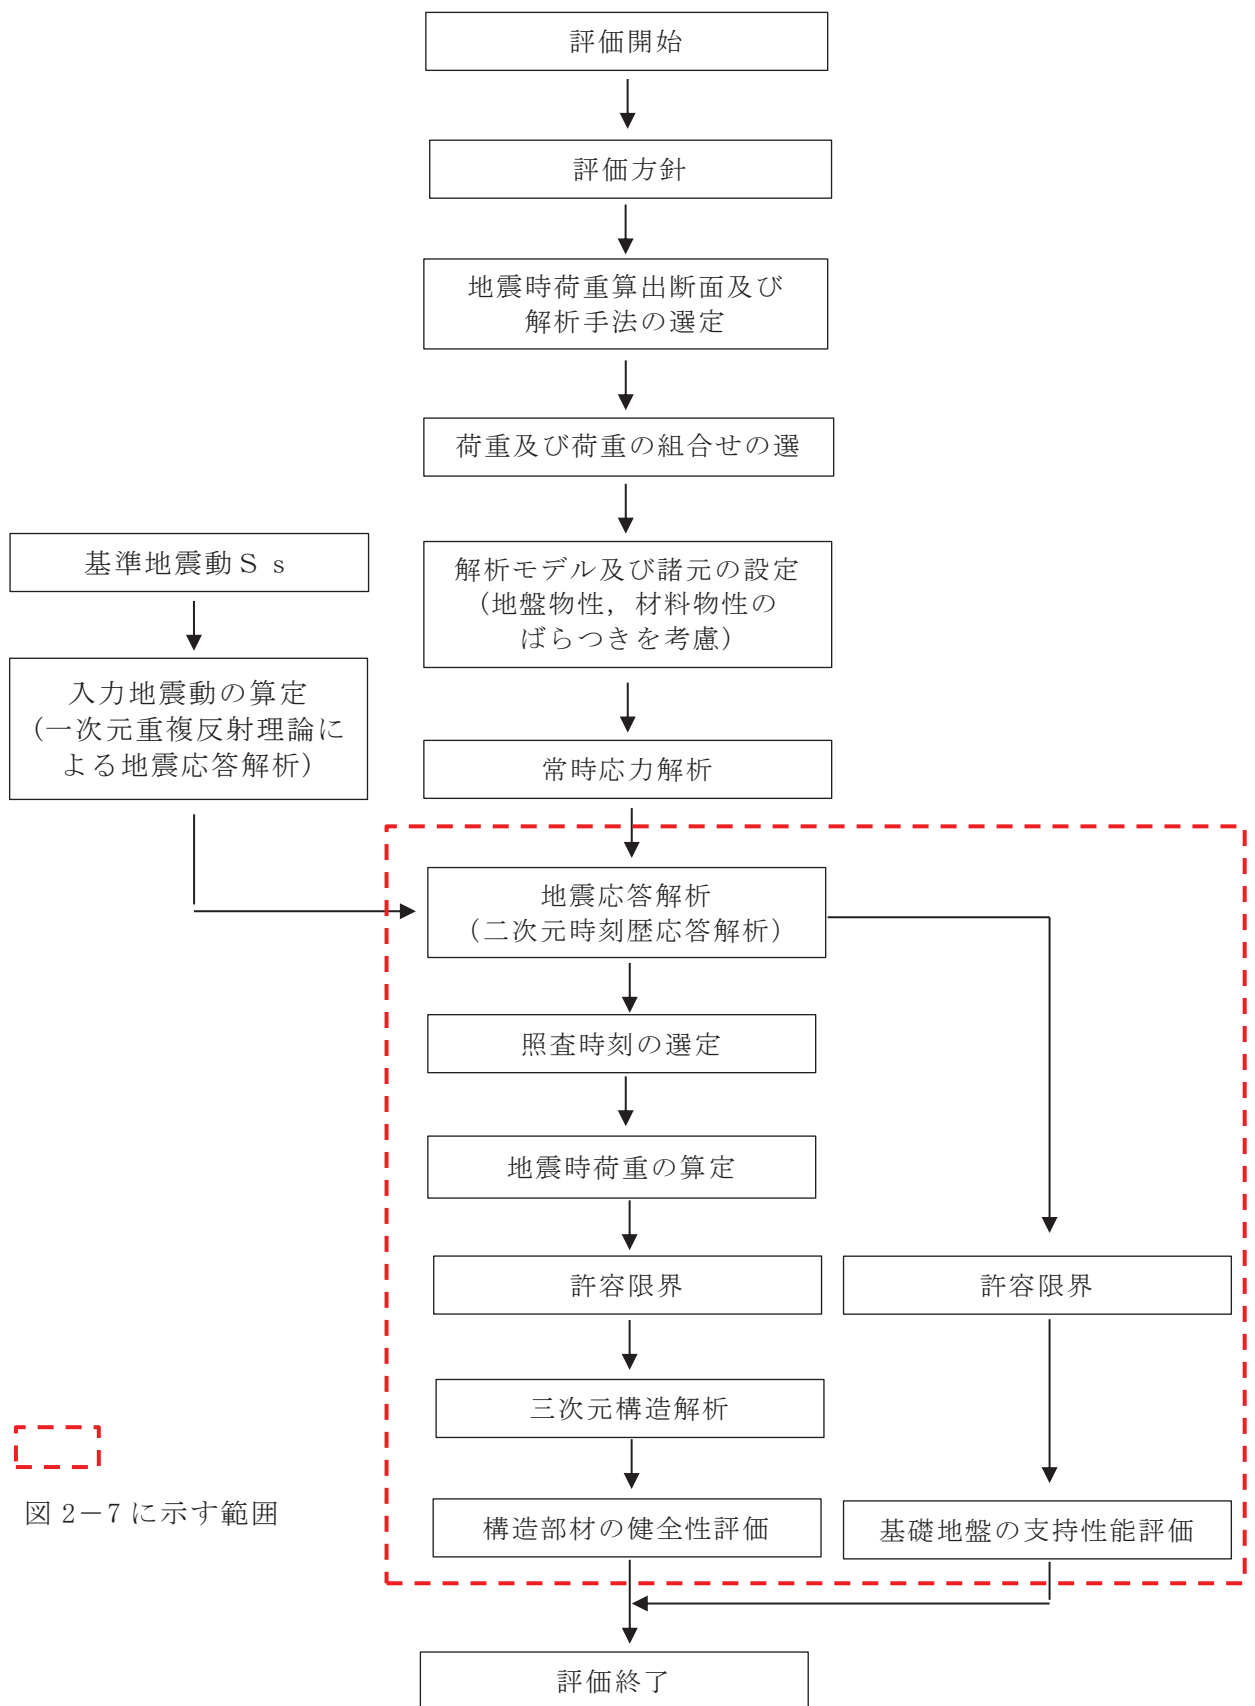 評価開始
評価方針
地震時荷重算出断面及び
解析手法の選定
荷重及び荷重の組合せの選
基準地震動Ｓｓ
解析モデル及び諸元の設定
（地盤物性，材料物性の
ばらつきを考慮）
入力地震動の算定
（一次元重複反射理論に
よる地震応答解析）
常時応力解析
地震応答解析
（二次元時刻歴応答解析）
照査時刻の選定
地震時荷重の算定
許容限界
許容限界
三次元構造解析
図 2－7 に示す範囲
構造部材の健全性評価
基礎地盤の支持性能評価
評価終了